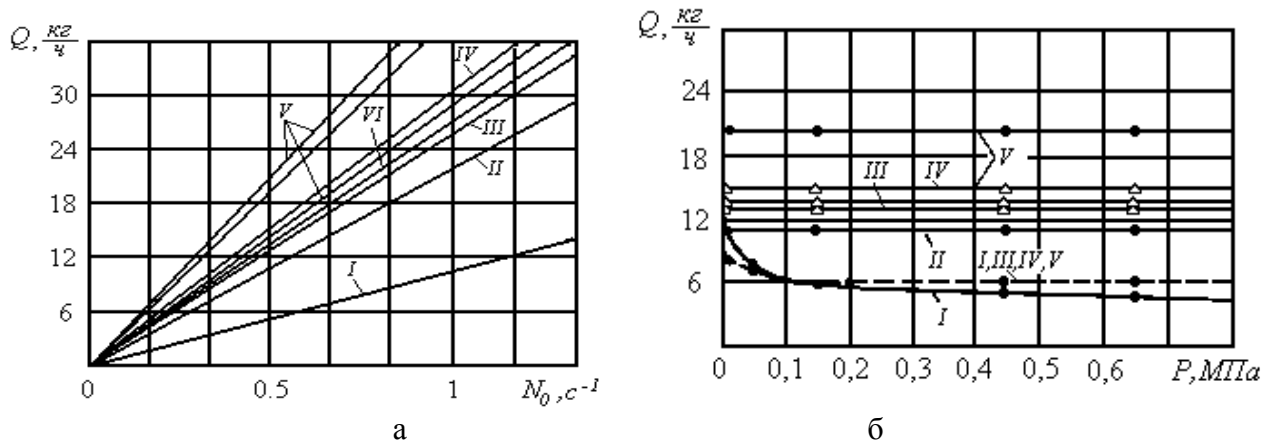 Q, кг/ч
30
24
18
12
6
0
0.5
1
N₀, с⁻¹
V
IV
VI
III
II
I
а
Q, кг/ч
24
18
12
6
0
0,1
0,2
0,3
0,4
0,5
0,6
P, МПа
V
III
IV
II
I, III, IV, V
I
б